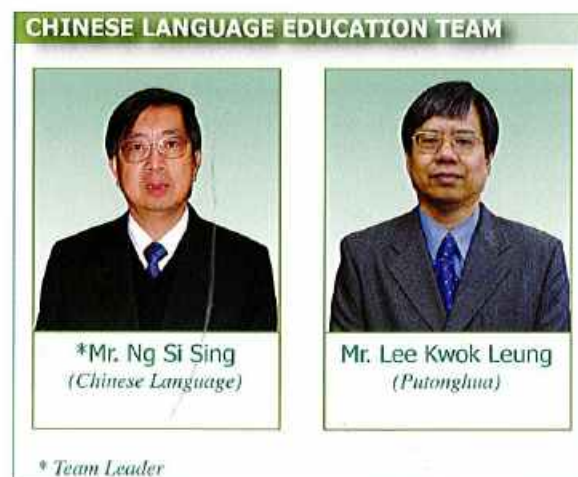 CHINESE LANGUAGE EDUCATION TEAM
*Mr. Ng Si Sing
(Chinese Language)
Mr. Lee Kwok Leung
(Putonghua)
* Team Leader